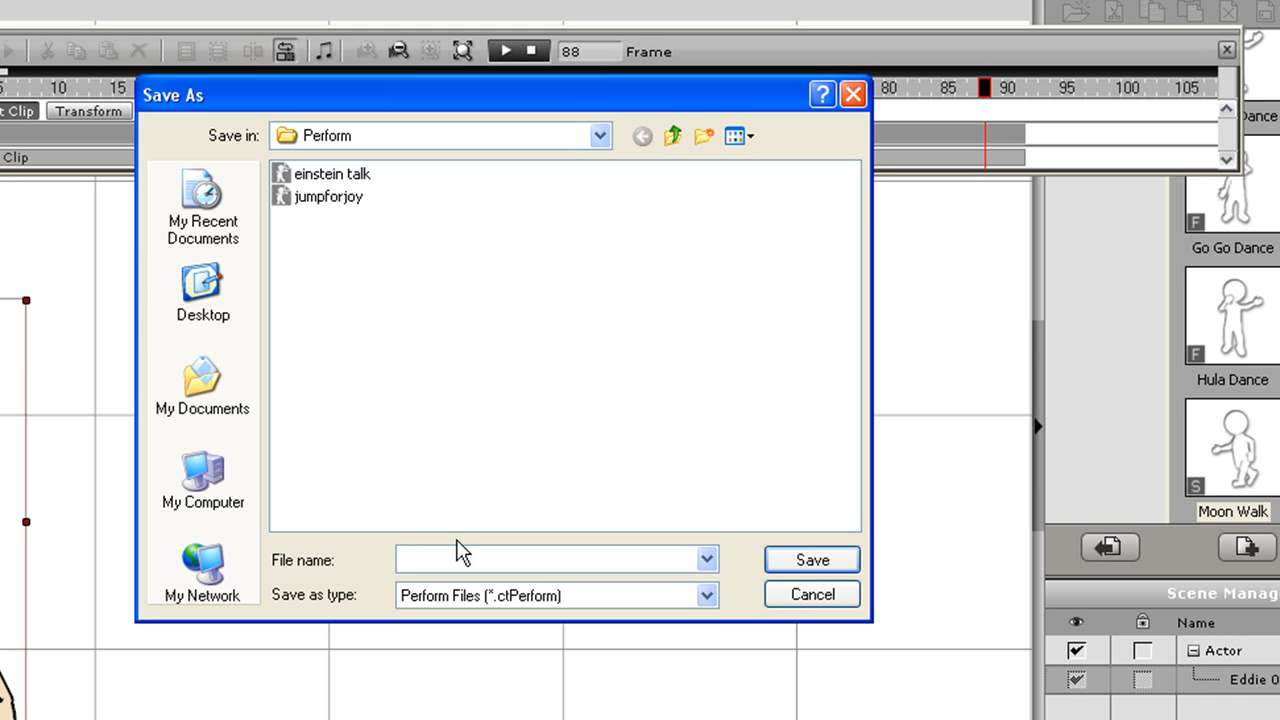 88 Frame
10 15 80 85 90 95 100 105
t Clip Transform
Clip
Save As
Save in: Perform
einstein talk
jumpforjoy
My Recent
Documents
Desktop
My Documents
My Computer
My Network
File name:
Save
Save as type: Perform Files (*.ctPerform)
Cancel
Dance
F
Go Go Dance
F
Hula Dance
S
Moon Walk
Scene Manag
Name
Actor
Eddie 0